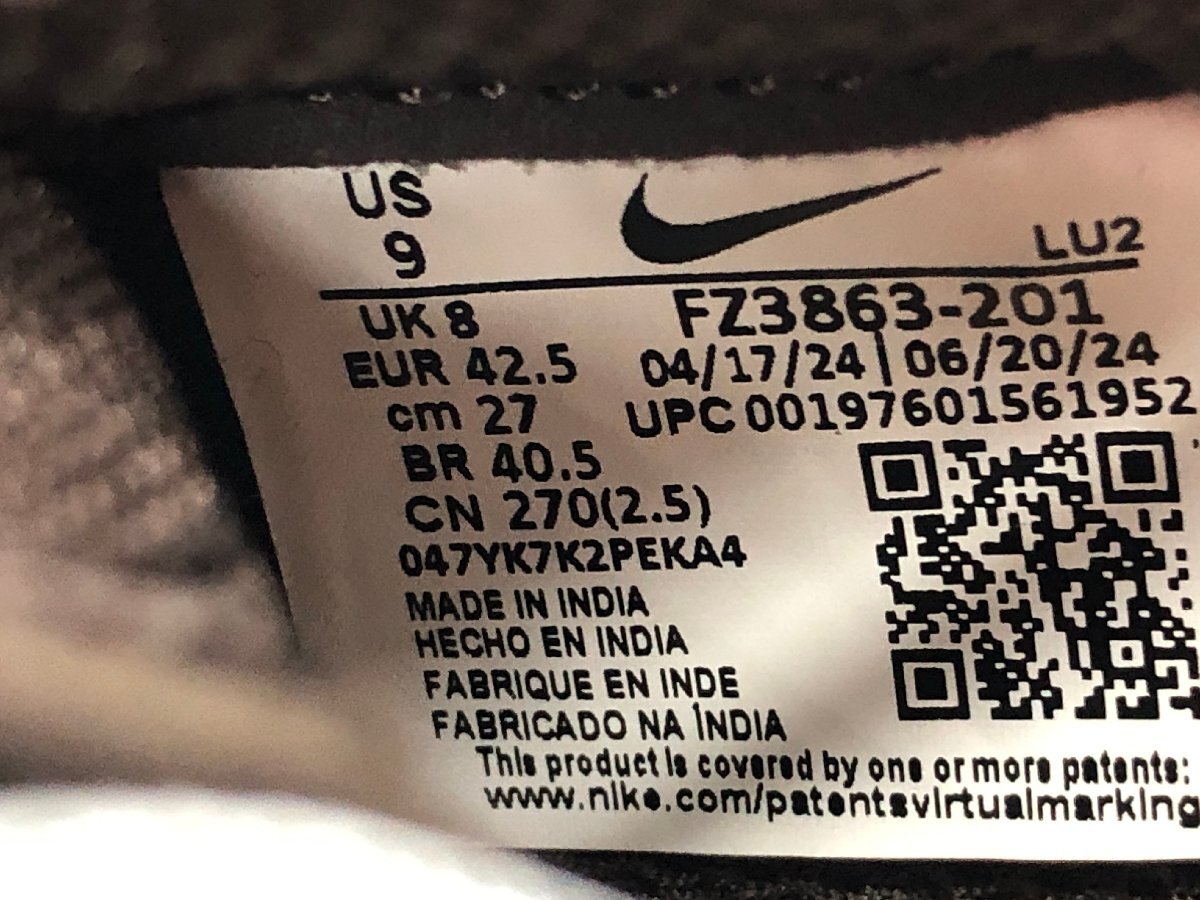 US
9
LU2
UK 8
FZ3863-201
EUR 42.5
04/17/24 | 06/20/24
cm 27
UPC 00197601561952
BR 40.5
CN 270(2.5)
047YK7K2PEKA4
MADE IN INDIA
HECHO EN INDIA
FABRIQUE EN INDE
FABRICADO NA ÍNDIA
This product is covered by one or more patents:
www.nike.com/patentsvirtualmarking